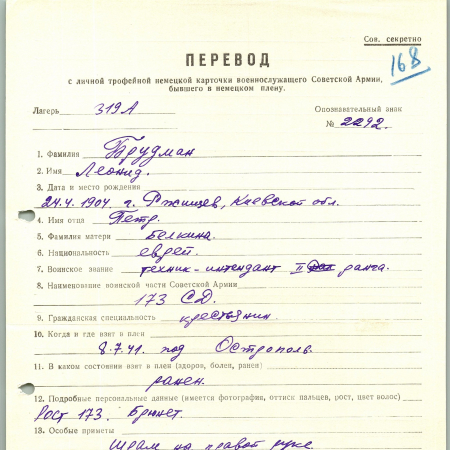 Сов. секретно
168
ПЕРЕВОД
с личной трофейной немецкой карточки военнослужащего Советской Армии,
бывшего в немецком плену.
Лагерь 319А Опознавательный знак
№ 2292.
1. Фамилия Трудман
2. Имя Леонид.
3. Дата и место рождения
24.4.1904 г. Ржищев, Киевской обл.
4. Имя отца Петр.
5. Фамилия матери Белкина.
6. Национальность еврей.
7. Воинское звание техник-интендант II ранга.
8. Наименование воинской части Советской Армии
173 СД.
9. Гражданская специальность крестьянин.
10. Когда и где взят в плен
8.7.41. под Острополь.
11. В каком состоянии взят в плен (здоров, болен, ранен)
ранен.
12. Подробные персональные данные (имеется фотография, оттиск пальцев, рост, цвет волос)
Рост 173. Брюнет.
13. Особые приметы
Шрам на правой руке.